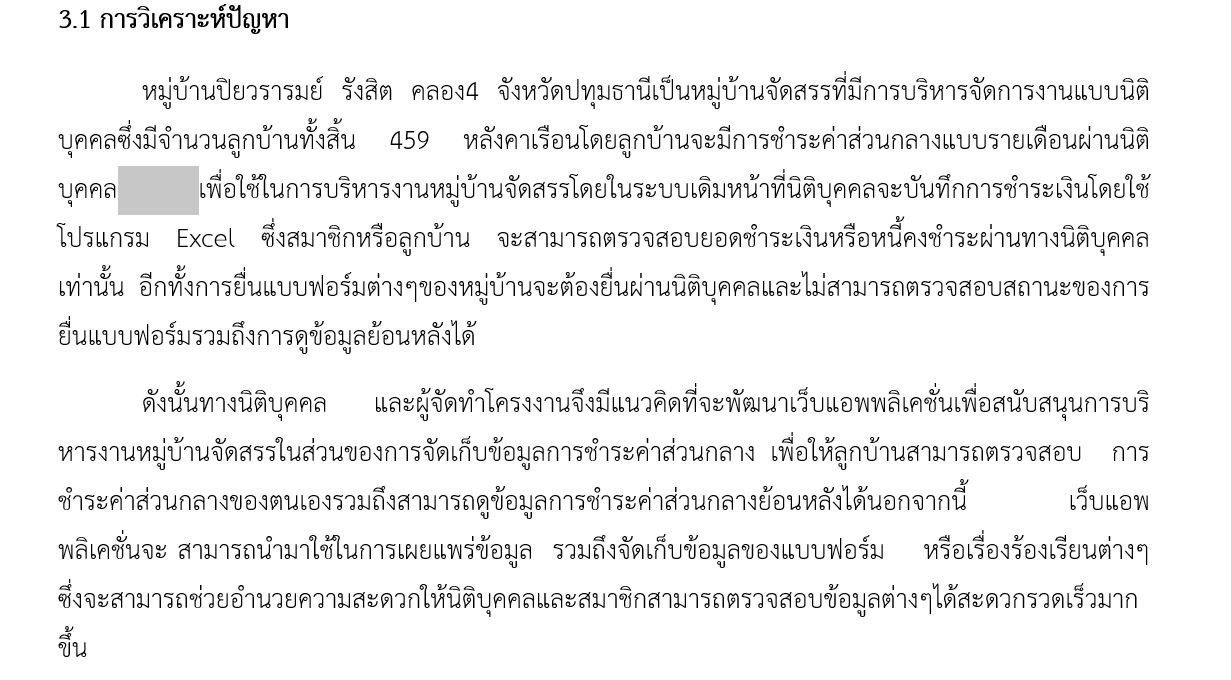 3.1 การวิเคราะห์ปัญหา
หมู่บ้านปิยวรารมย์ รังสิต คลอง4 จังหวัดปทุมธานีเป็นหมู่บ้านจัดสรรที่มีการบริหารจัดการงานแบบนิติ
บุคคลซึ่งมีจำนวนลูกบ้านทั้งสิ้น 459 หลังคาเรือนโดยลูกบ้านจะมีการชำระค่าส่วนกลางแบบรายเดือนผ่านนิติ
บุคคล เพื่อใช้ในการบริหารงานหมู่บ้านจัดสรรโดยในระบบเดิมหน้าที่นิติบุคคลจะบันทึกการชำระเงินโดยใช้
โปรแกรม Excel ซึ่งสมาชิกหรือลูกบ้าน จะสามารถตรวจสอบยอดชำระเงินหรือหนี้คงชำระผ่านทางนิติบุคคล
เท่านั้น อีกทั้งการยื่นแบบฟอร์มต่างๆของหมู่บ้านจะต้องยื่นผ่านนิติบุคคลและไม่สามารถตรวจสอบสถานะของการ
ยื่นแบบฟอร์มรวมถึงการดูข้อมูลย้อนหลังได้
ดังนั้นทางนิติบุคคล และผู้จัดทำโครงงานจึงมีแนวคิดที่จะพัฒนาเว็บแอพพลิเคชั่นเพื่อสนับสนุนการบริ
หารงานหมู่บ้านจัดสรรในส่วนของการจัดเก็บข้อมูลการชำระค่าส่วนกลาง เพื่อให้ลูกบ้านสามารถตรวจสอบ การ
ชำระค่าส่วนกลางของตนเองรวมถึงสามารถดูข้อมูลการชำระค่าส่วนกลางย้อนหลังได้นอกจากนี้ เว็บแอพ
พลิเคชั่นจะ สามารถนำมาใช้ในการเผยแพร่ข้อมูล รวมถึงจัดเก็บข้อมูลของแบบฟอร์ม หรือเรื่องร้องเรียนต่างๆ
ซึ่งจะสามารถช่วยอำนวยความสะดวกให้นิติบุคคลและสมาชิกสามารถตรวจสอบข้อมูลต่างๆได้สะดวกรวดเร็วมาก
ขึ้น